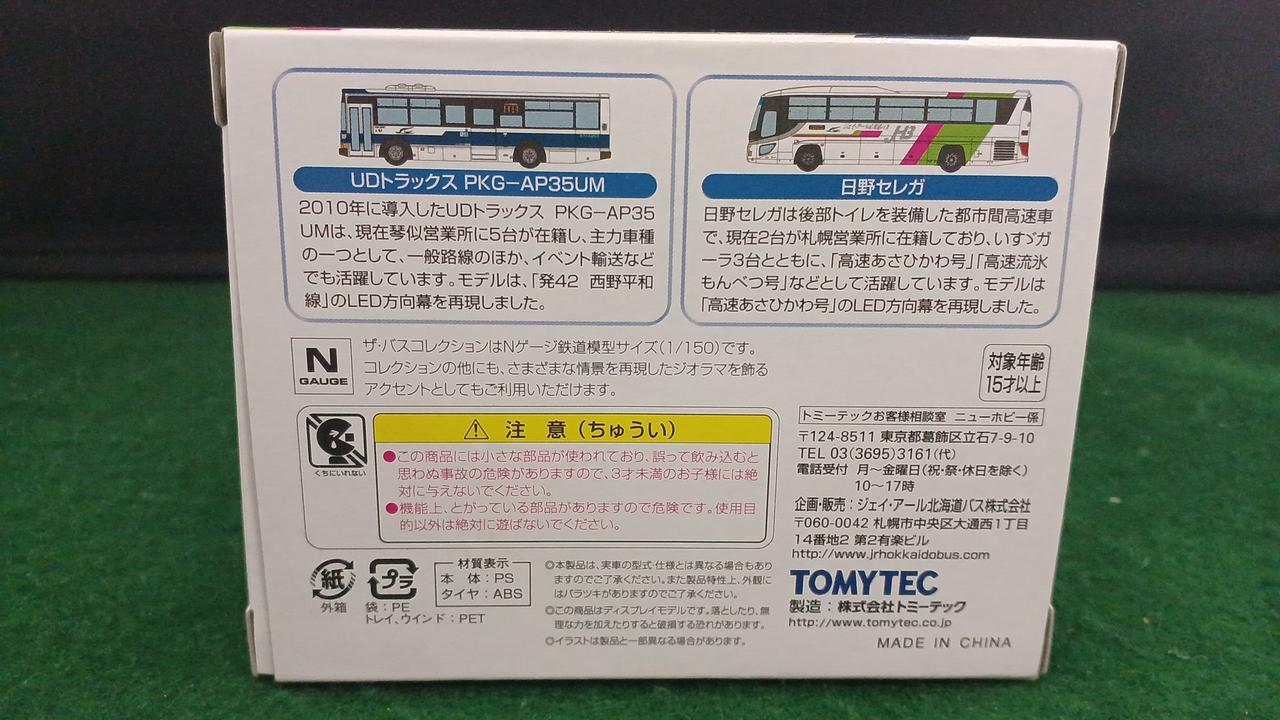 UDトラックス PKG-AP35UM
2010年に導入したUDトラックス PKG-AP35
UMは、現在琴似営業所に5台が在籍し、主力車種
の一つとして、一般路線のほか、イベント輸送など
でも活躍しています。モデルは、「発42 西野平和
線」のLED方向幕を再現しました。
日野セレガ
日野セレガは後部トイレを装備した都市間高速車
で、現在2台が札幌営業所に在籍しており、いすゞガ
ーラ3台とともに、「高速あさひかわ号」「高速流氷
もんべつ号」などとして活躍しています。モデルは
「高速あさひかわ号」のLED方向幕を再現しました。
N
GAUGE
ザ・バスコレクションはNゲージ鉄道模型サイズ(1/150)です。
コレクションの他にも、さまざまな情景を再現したジオラマを飾る
アクセントとしてもご利用いただけます。
対象年齢
15才以上
くちにいれない
注 意 (ちゅうい)
●この商品には小さな部品が使われており、誤って飲み込むと
思わぬ事故の危険がありますので、3才未満のお子様には絶
対に与えないでください。
●機能上、とがっている部品がありますので危険です。使用目
的以外は絶対に遊ばないでください。
トミーテックお客様相談室 ニューホビー係
〒124-8511 東京都葛飾区立石7-9-10
TEL 03(3695)3161(代)
電話受付 月〜金曜日(祝・祭・休日を除く)
10〜17時
企画・販売:ジェイ・アール北海道バス株式会社
〒060-0042 札幌市中央区大通西1丁目
14番地2 第2有楽ビル
http://www.jrhokkaidobus.com
TOMYTEC
製造:株式会社トミーテック
http://www.tomytec.co.jp
MADE IN CHINA
紙
外箱
プラ
袋:PE
トレイ、ウインド:PET
材質表示
本 体:PS
タイヤ:ABS
◎本製品は、実車の型式・仕様とは異なる場合もあり
ますのでご了承ください。また製品特性上、外観に
はバラツキがありますのでご了承ください。
◎この商品はディスプレイモデルです。落としたり、無
理な力を加えたりすると破損する恐れがあります。
◎イラストは製品と一部異なる場合があります。